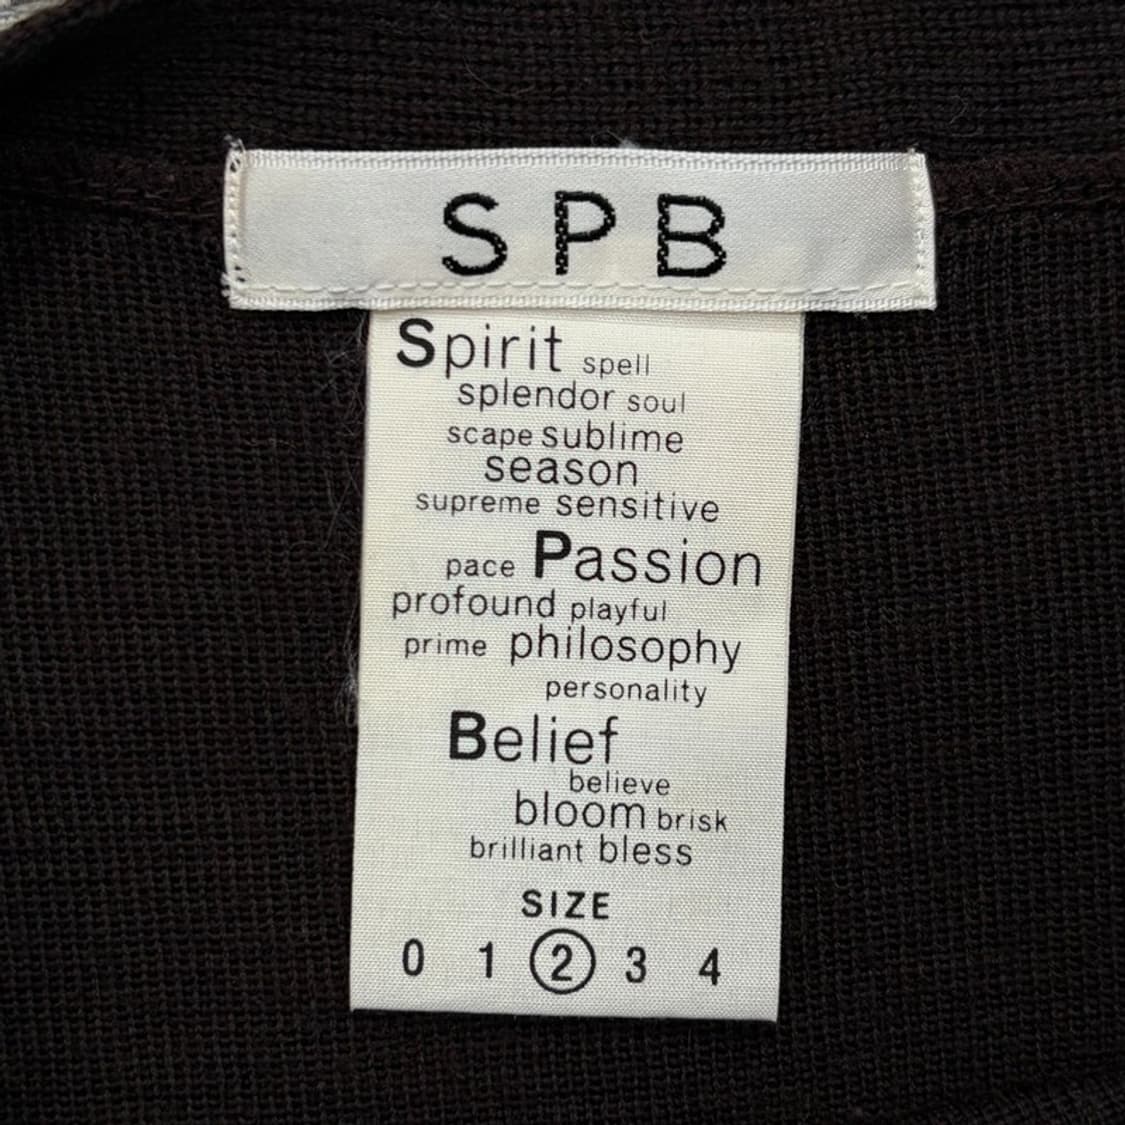 SPB
Spirit spell
splendor soul
scape sublime
season
supreme sensitive
pace Passion
profound playful
prime philosophy
personality
Belief
believe
bloom brisk
brilliant bless
SIZE
0 1 2 3 4